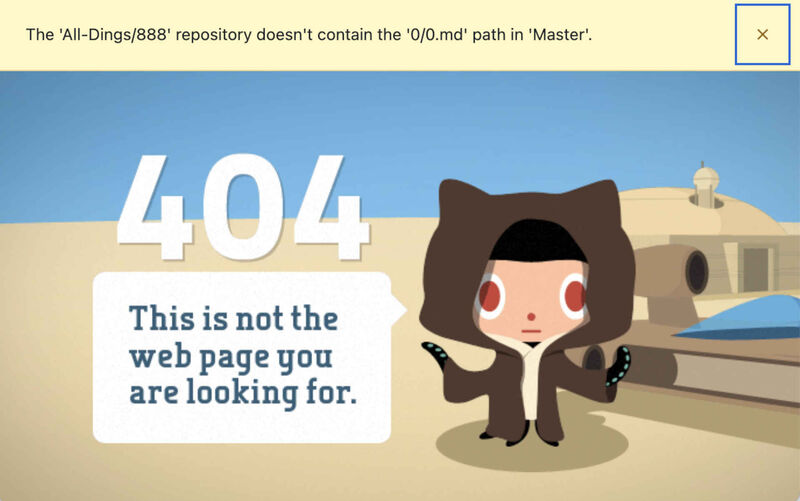 The 'All-Dings/888' repository doesn't contain the '0/0.md' path in 'Master'.
404
This is not the
web page you
are looking for.